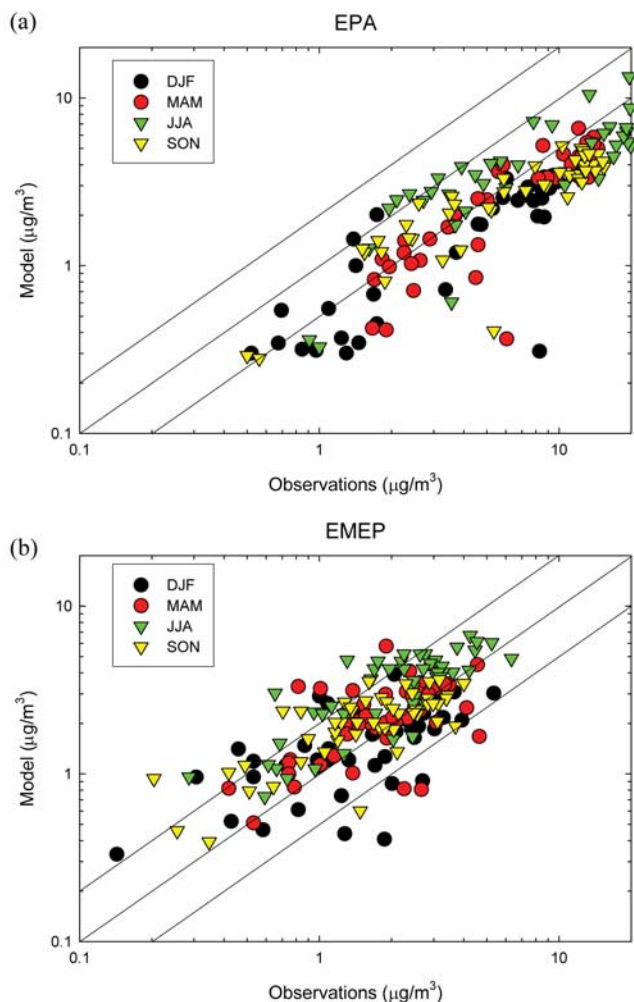 (a)
EPA
DJF
MAM
JJA
SON
10
1
0.1
Model (μg/m³)
0.1
1
10
Observations (μg/m³)
(b)
EMEP
DJF
MAM
JJA
SON
10
1
0.1
Model (μg/m³)
0.1
1
10
Observations (μg/m³)